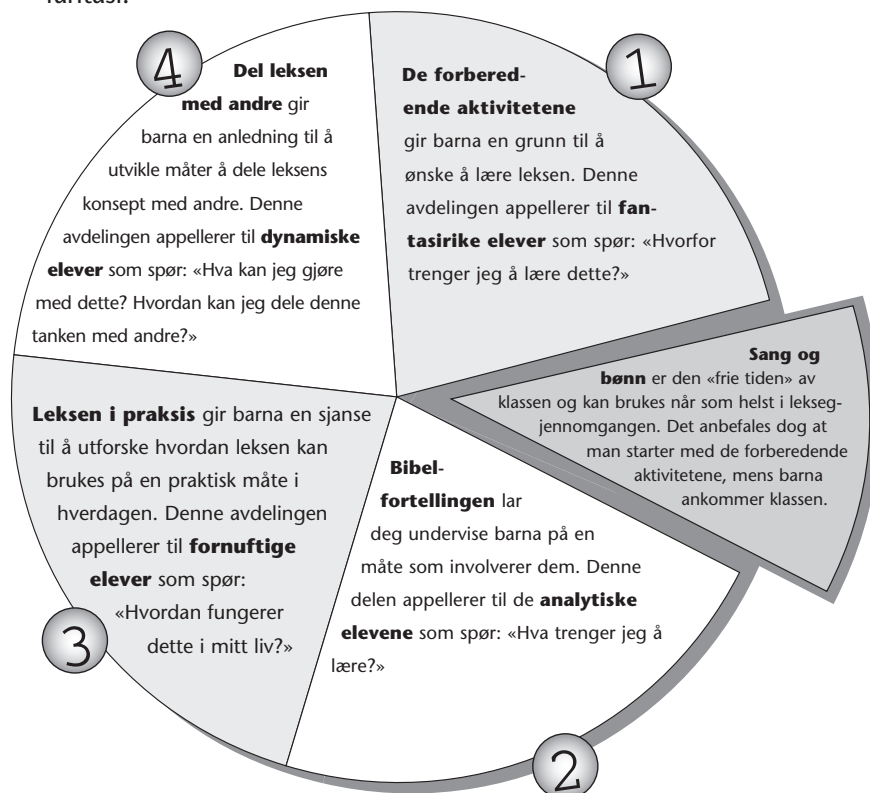 1
De forbered-
ende aktivitetene
gir barna en grunn til å
ønske å lære leksen. Denne
avdelingen appellerer til fan-
tasirike elever som spør: «Hvorfor
trenger jeg å lære dette?»
Sang og
bønn er den «frie tiden» av
klassen og kan brukes når som helst i lekseg-
jennomgangen. Det anbefales dog at
man starter med de forberedende
aktivitetene, mens barna
ankommer klassen.
2
Bibel-
fortellingen lar
deg undervise barna på en
måte som involverer dem. Denne
delen appellerer til de analytiske
elevene som spør: «Hva trenger jeg å
lære?»
3
Leksen i praksis gir barna en sjanse
til å utforske hvordan leksen kan
brukes på en praktisk måte i
hverdagen. Denne avdelingen
appellerer til fornuftige
elever som spør:
«Hvordan fungerer
dette i mitt liv?»
4
Del leksen
med andre gir
barna en anledning til å
utvikle måter å dele leksens
konsept med andre. Denne
avdelingen appellerer til dynamiske
elever som spør: «Hva kan jeg gjøre
med dette? Hvordan kan jeg dele denne
tanken med andre?»